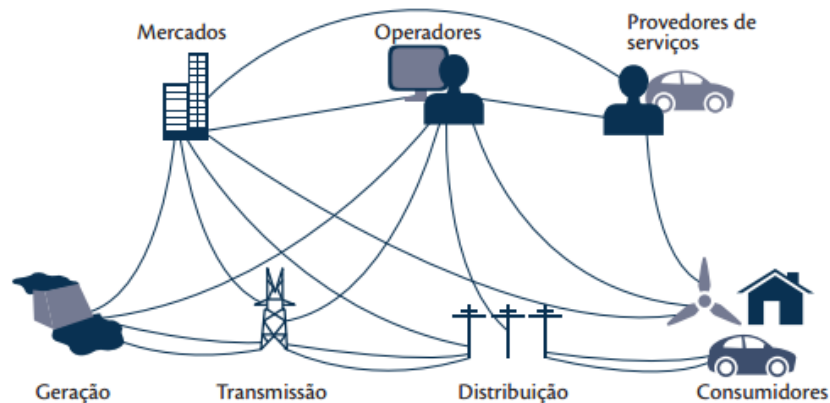 Mercados
Operadores
Provedores de
serviços
Geração
Transmissão
Distribuição
Consumidores